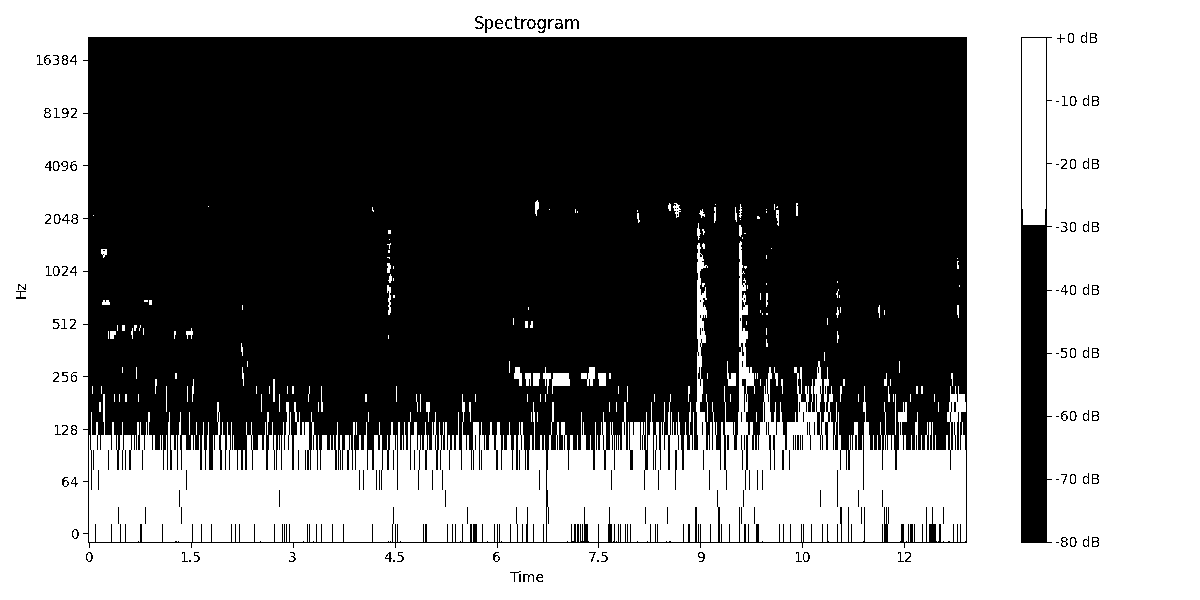 Spectrogram
16384
8192
4096
2048
1024
512
256
128
64
0
Hz
0 1.5 3 4.5 6 7.5 9 10 12
Time
+0 dB
-10 dB
-20 dB
-30 dB
-40 dB
-50 dB
-60 dB
-70 dB
-80 dB